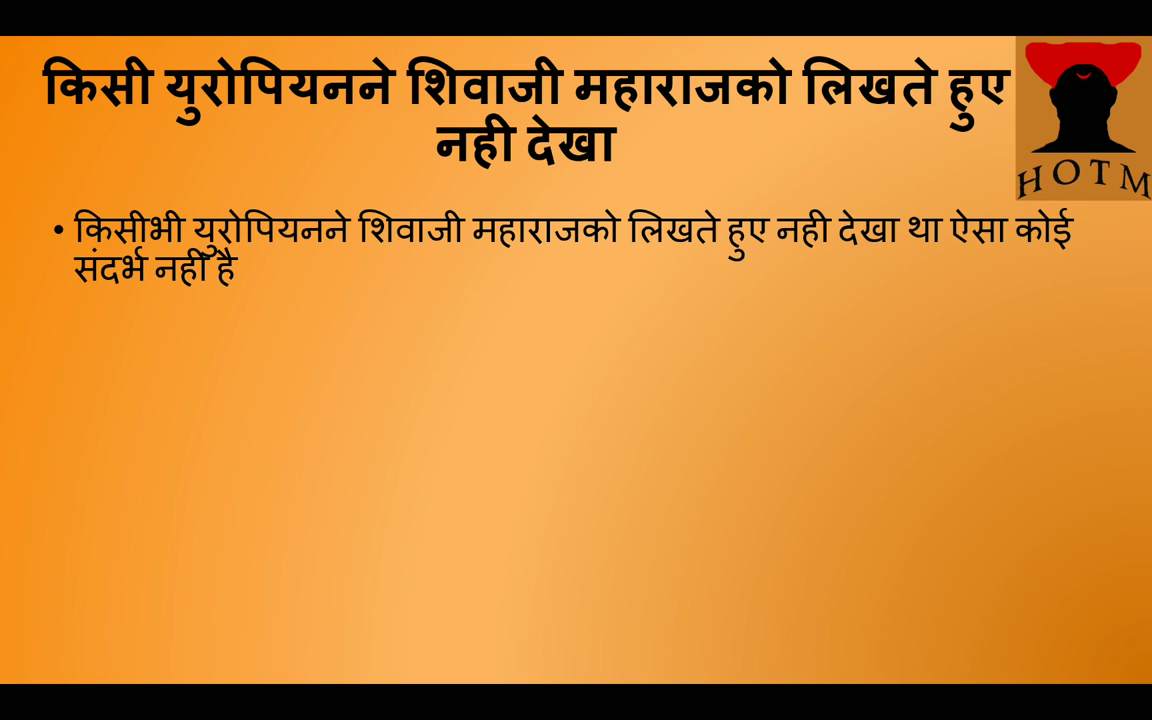 किसी युरोपियनने शिवाजी महाराजको लिखते हुए
नही देखा
HOTM
• किसीभी युरोपियनने शिवाजी महाराजको लिखते हुए नही देखा था ऐसा कोई
संदर्भ नहीं है